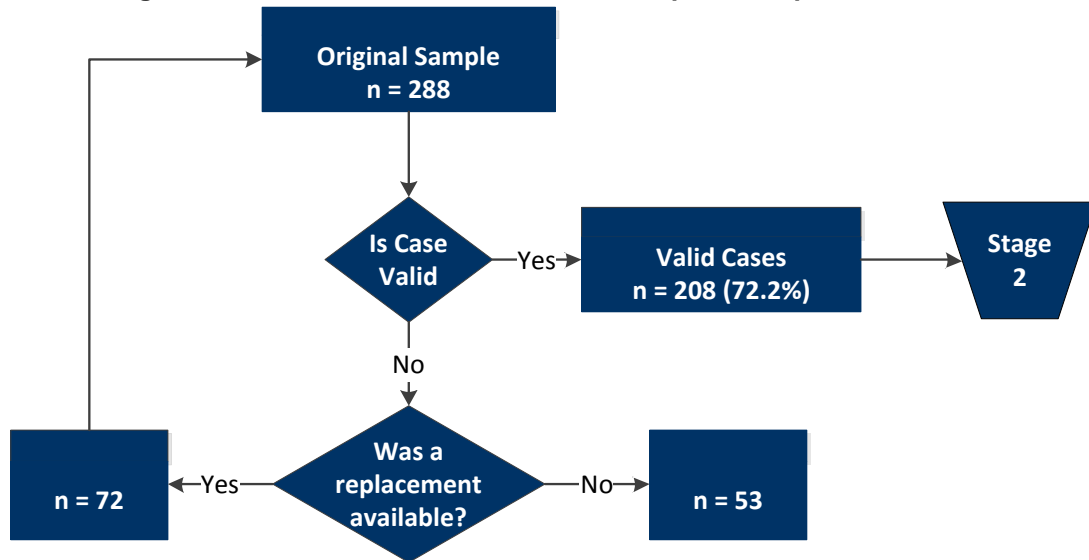 Original Sample
n = 288
Is Case
Valid
Yes
Valid Cases
n = 208 (72.2%)
Stage
2
No
Was a
replacement
available?
Yes
n = 72
No
n = 53